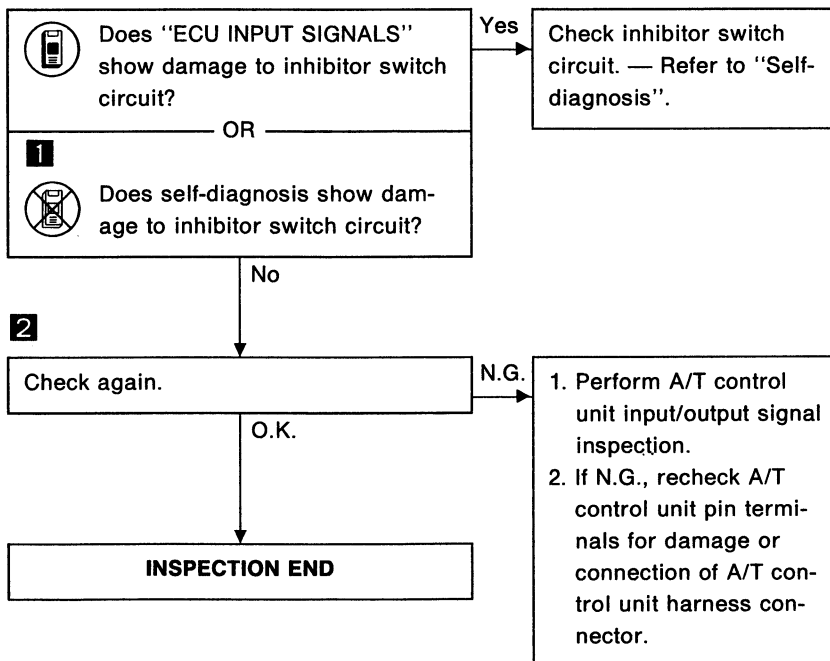 Does "ECU INPUT SIGNALS"
show damage to inhibitor switch
circuit?
OR
1
Does self-diagnosis show dam-
age to inhibitor switch circuit?
Yes
Check inhibitor switch
circuit. — Refer to "Self-
diagnosis".
No
2
Check again.
N.G.
1. Perform A/T control
unit input/output signal
inspection.
2. If N.G., recheck A/T
control unit pin termi-
nals for damage or
connection of A/T con-
trol unit harness con-
nector.
O.K.
INSPECTION END